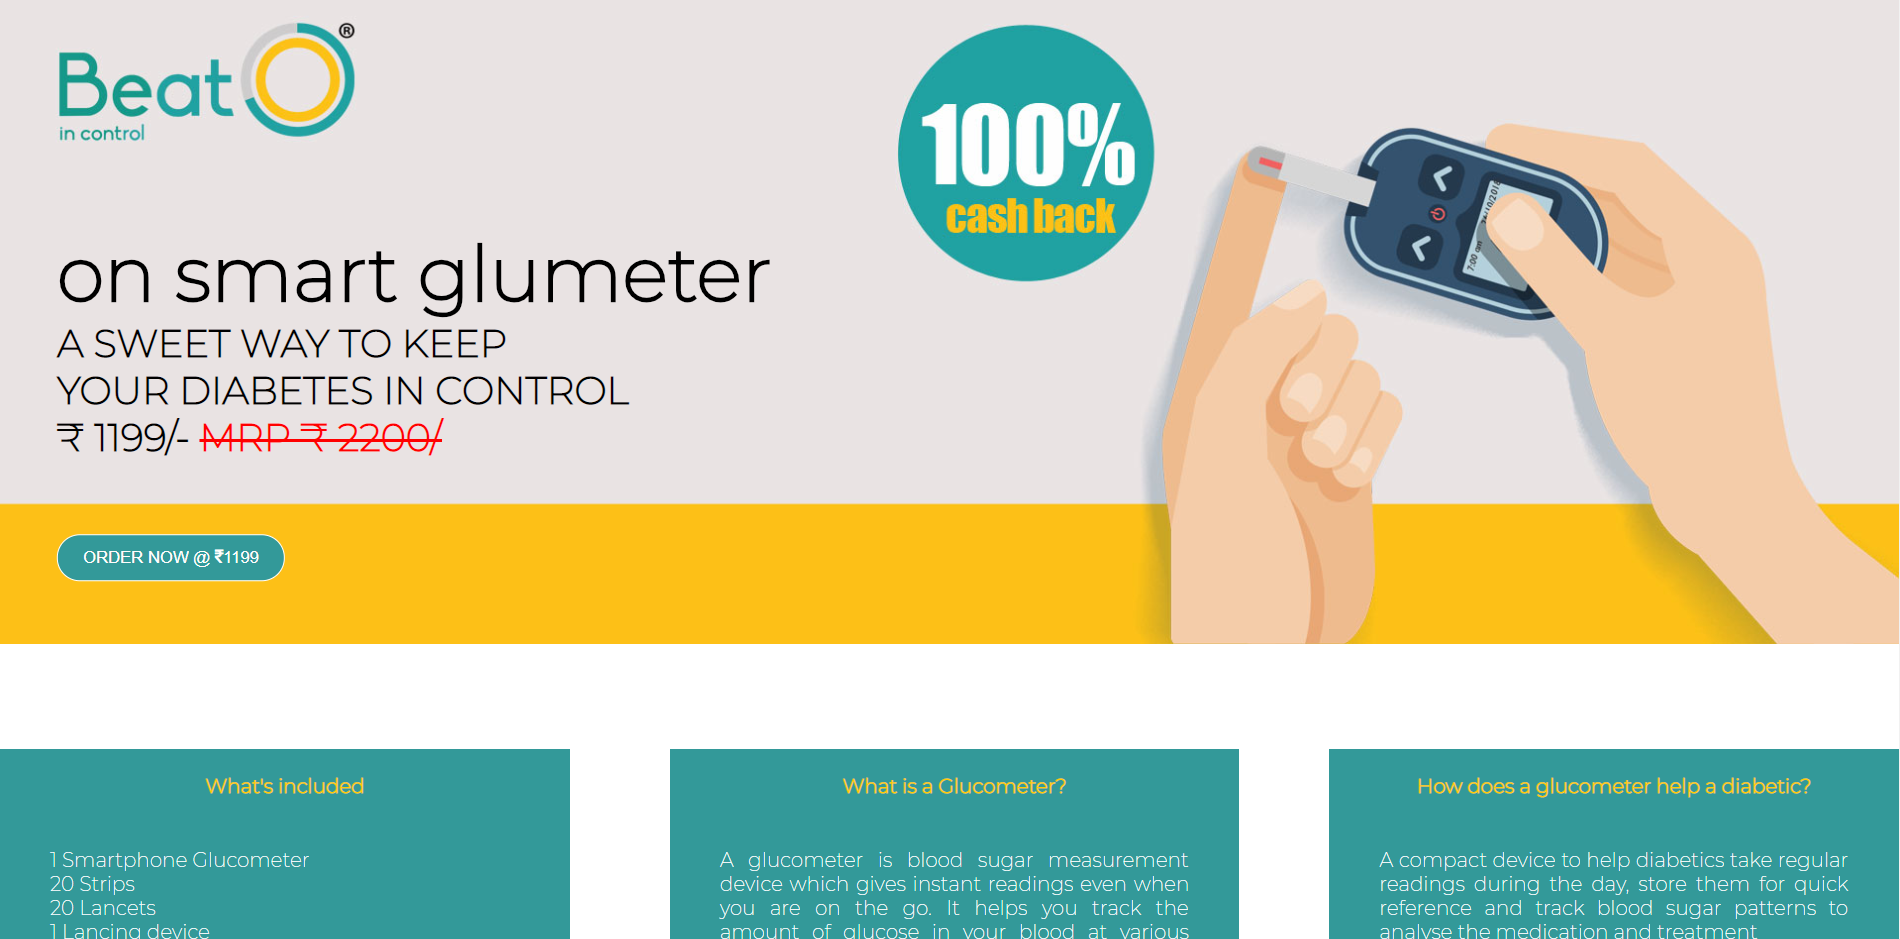 BeatO®
in control
100%
cash back
on smart glumeter
A SWEET WAY TO KEEP
YOUR DIABETES IN CONTROL
₹ 1199/- MRP ₹ 2200/
7:00 am
ORDER NOW @ ₹1199
What's included
1 Smartphone Glucometer
20 Strips
20 Lancets
1 Lancing device
What is a Glucometer?
A glucometer is blood sugar measurement
device which gives instant readings even when
you are on the go. It helps you track the
amount of glucose in your blood at various
How does a glucometer help a diabetic?
A compact device to help diabetics take regular
readings during the day, store them for quick
reference and track blood sugar patterns to
analyse the medication and treatment